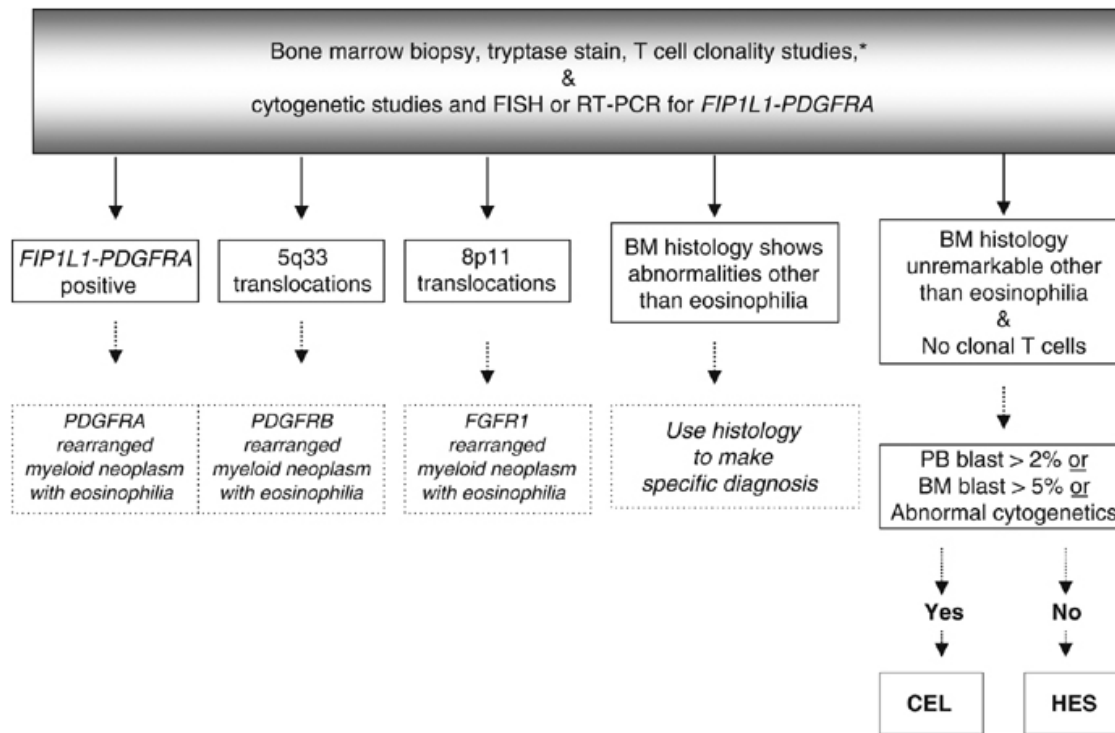 Bone marrow biopsy, tryptase stain, T cell clonality studies,*
&
cytogenetic studies and FISH or RT-PCR for FIP1L1-PDGFRA
FIP1L1-PDGFRA
positive
5q33
translocations
8p11
translocations
BM histology shows
abnormalities other
than eosinophilia
BM histology
unremarkable other
than eosinophilia
&
No clonal T cells
PDGFRA
rearranged
myeloid neoplasm
with eosinophilia
PDGFRB
rearranged
myeloid neoplasm
with eosinophilia
FGFR1
rearranged
myeloid neoplasm
with eosinophilia
Use histology
to make
specific diagnosis
PB blast > 2% or
BM blast > 5% or
Abnormal cytogenetics
Yes
No
CEL
HES